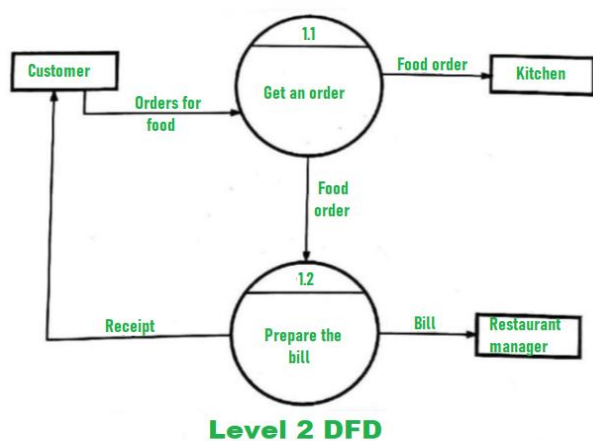 1.1
Customer
Food order
Kitchen
Get an order
Orders for
food
Food
order
1.2
Receipt
Prepare the
bill
Bill
Restaurant
manager
Level 2 DFD